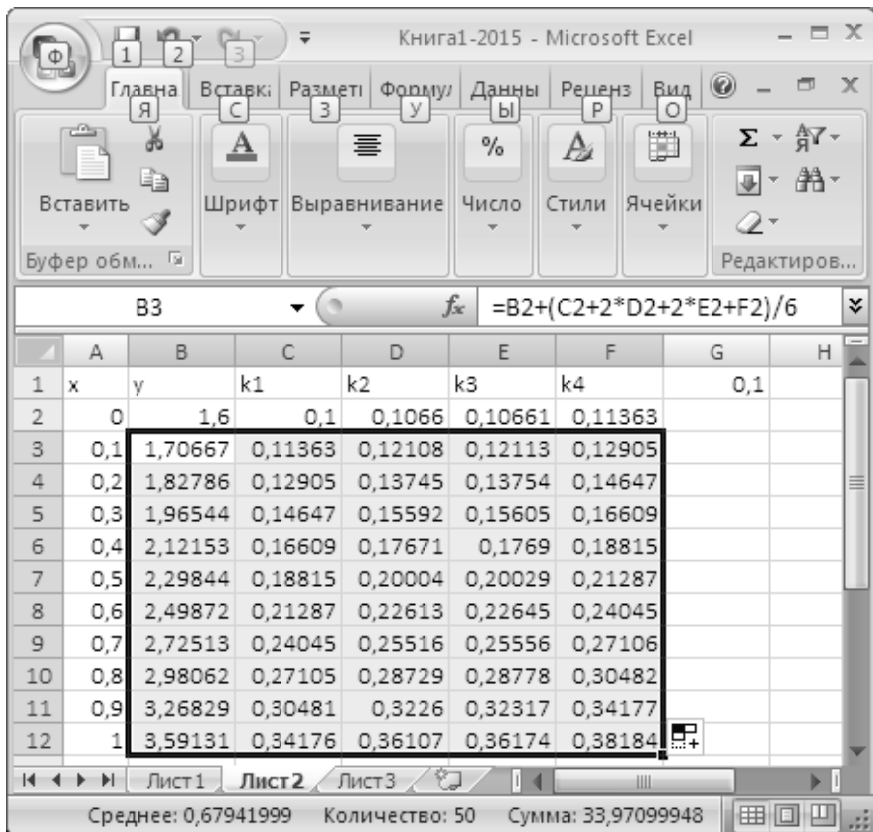 Книга1-2015 - Microsoft Excel
Ф 1 2 3
Главна Вставка Разметі Формул Данны Реценз Вид
Я С З У Ы Р О
Вставить Шрифт Выравнивание Число Стили Ячейки
Буфер обм... Редактиров...
B3 fx =B2+(C2+2*D2+2*E2+F2)/6
A B C D E F G H
1 x y k1 k2 k3 k4 0,1
2 0 1,6 0,1 0,1066 0,10661 0,11363
3 0,1 1,70667 0,11363 0,12108 0,12113 0,12905
4 0,2 1,82786 0,12905 0,13745 0,13754 0,14647
5 0,3 1,96544 0,14647 0,15592 0,15605 0,16609
6 0,4 2,12153 0,16609 0,17671 0,1769 0,18815
7 0,5 2,29844 0,18815 0,20004 0,20029 0,21287
8 0,6 2,49872 0,21287 0,22613 0,22645 0,24045
9 0,7 2,72513 0,24045 0,25516 0,25556 0,27106
10 0,8 2,98062 0,27105 0,28729 0,28778 0,30482
11 0,9 3,26829 0,30481 0,3226 0,32317 0,34177
12 1 3,59131 0,34176 0,36107 0,36174 0,38184
Лист1 Лист2 Лист3
Среднее: 0,67941999 Количество: 50 Сумма: 33,97099948